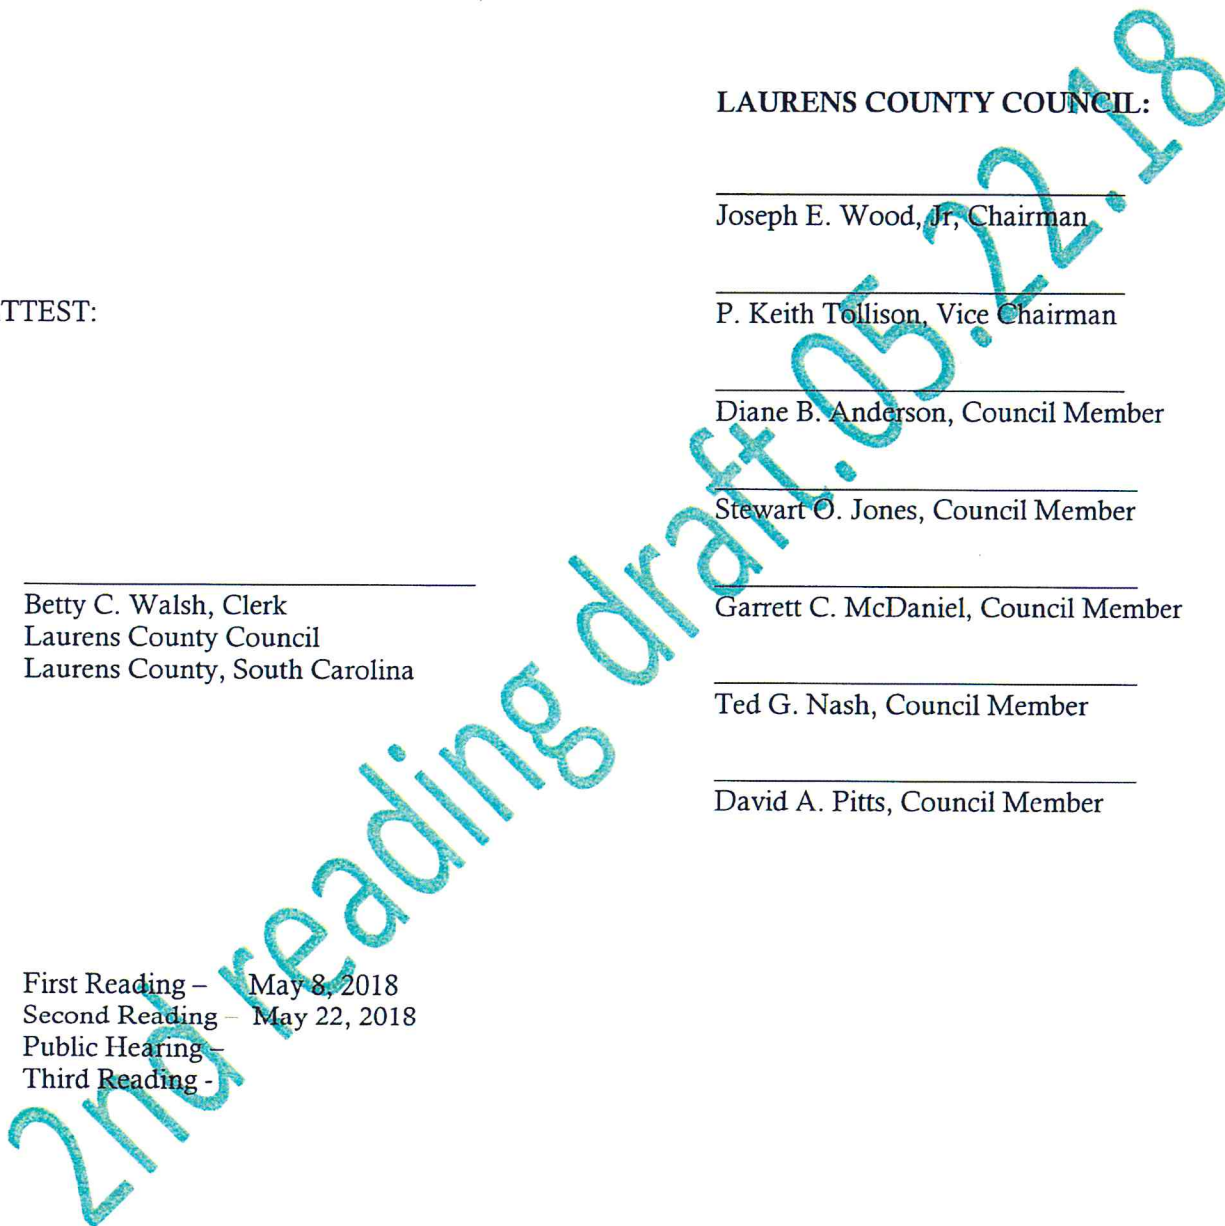 LAURENS COUNTY COUNCIL:
Joseph E. Wood, Jr, Chairman
TTEST:
P. Keith Tollison, Vice Chairman
Diane B. Anderson, Council Member
Stewart O. Jones, Council Member
Betty C. Walsh, Clerk
Laurens County Council
Laurens County, South Carolina
Garrett C. McDaniel, Council Member
Ted G. Nash, Council Member
David A. Pitts, Council Member
First Reading – May 8, 2018
Second Reading – May 22, 2018
Public Hearing –
Third Reading -
2nd reading draft.05.22.18